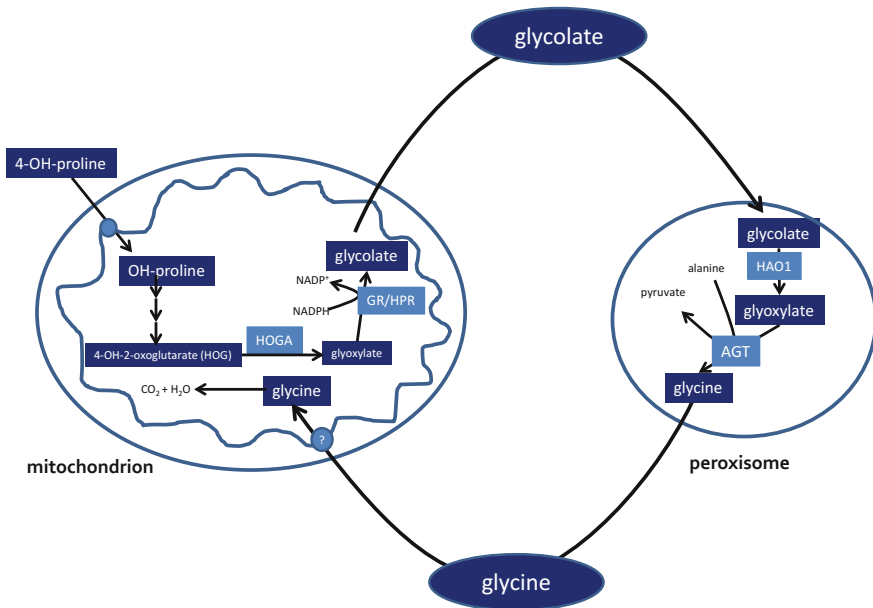 glycolate
4-OH-proline
OH-proline
glycolate
NADP⁺
NADPH
GR/HPR
HOGA
4-OH-2-oxoglutarate (HOG)
glyoxylate
CO₂ + H₂O
glycine
?
mitochondrion
glycolate
HAO1
alanine
pyruvate
glyoxylate
AGT
glycine
peroxisome
glycine